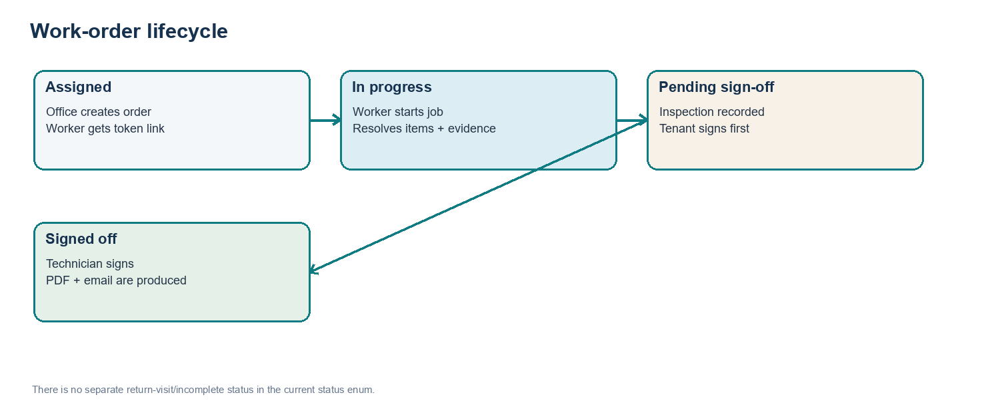 Work-order lifecycle
Assigned
Office creates order
Worker gets token link
In progress
Worker starts job
Resolves items + evidence
Pending sign-off
Inspection recorded
Tenant signs first
Signed off
Technician signs
PDF + email are produced
There is no separate return-visit/incomplete status in the current status enum.